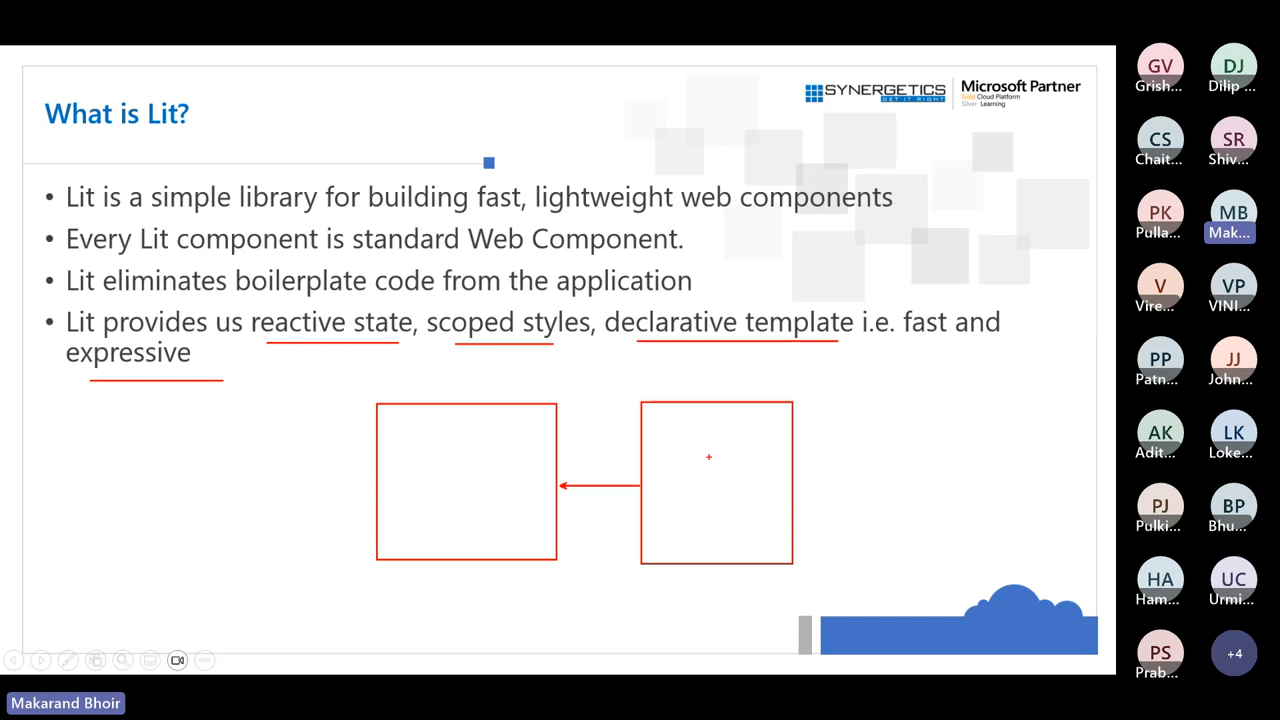 What is Lit?
SYNERGETICS
GET IT RIGHT
Microsoft Partner
Gold Cloud Platform
Silver Learning
• Lit is a simple library for building fast, lightweight web components
• Every Lit component is standard Web Component.
• Lit eliminates boilerplate code from the application
• Lit provides us reactive state, scoped styles, declarative template i.e. fast and
expressive
GV DJ
Grish... Dilip ...
CS SR
Chait... Shiv...
PK MB
Pulla... Mak...
V VP
Vire... VINI...
PP JJ
Patn... John...
AK LK
Adit... Loke...
PJ BP
Pulki... Bhu...
HA UC
Ham... Urmi...
PS +4
Prab...
Makarand Bhoir